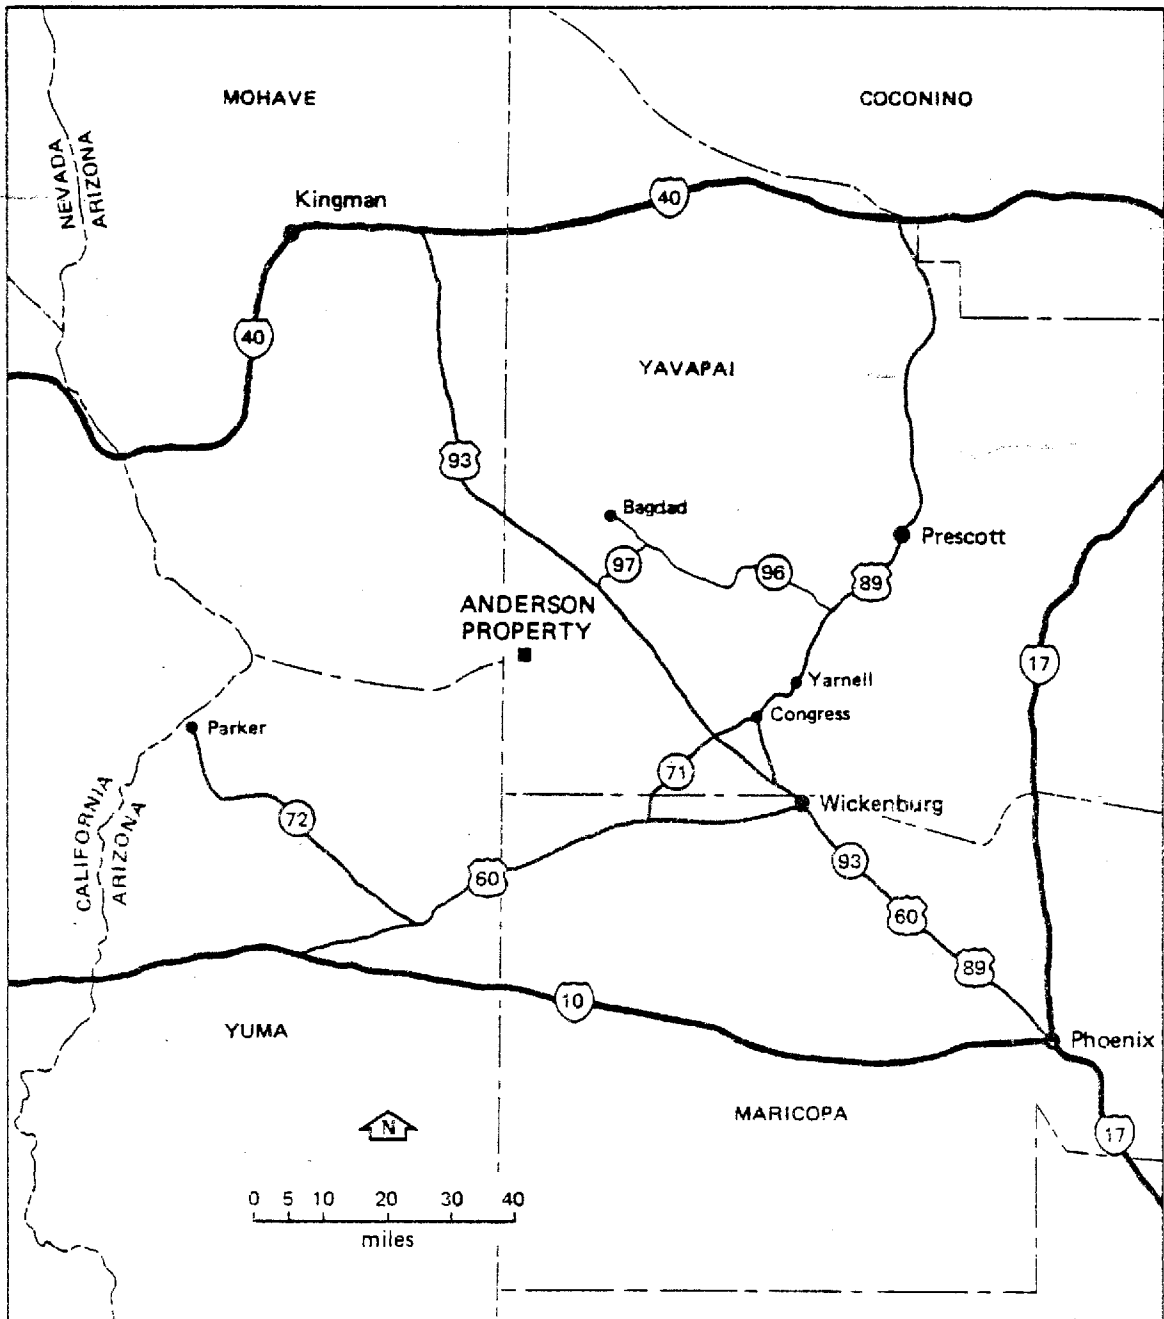 MOHAVE
COCONINO
NEVADA
ARIZONA
Kingman
40
40
YAVAPAI
93
Bagdad
Prescott
97
96
89
ANDERSON
PROPERTY
17
Yarnell
Congress
Parker
71
CALIFORNIA
ARIZONA
72
Wickenburg
93
60
60
89
10
YUMA
Phoenix
MARICOPA
N
17
0 5 10 20 30 40
miles